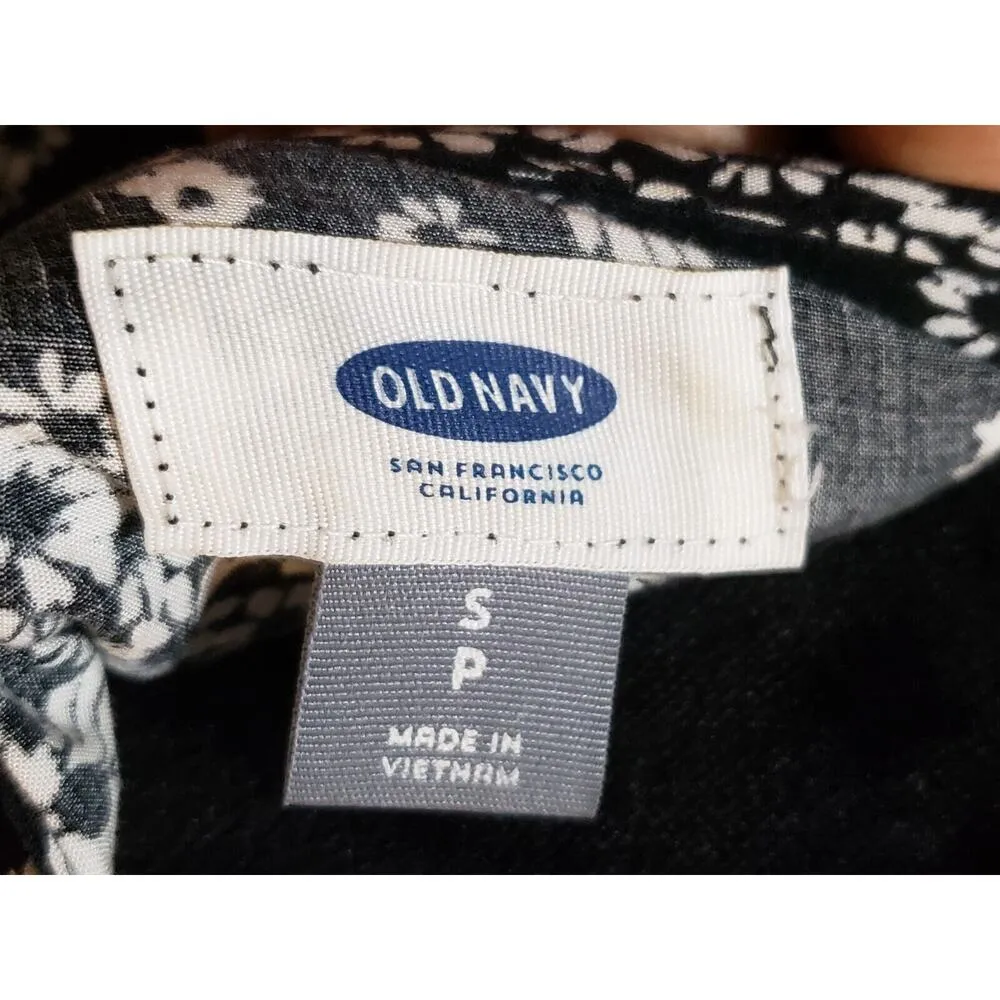 OLD NAVY
SAN FRANCISCO
CALIFORNIA
S
P
MADE IN
VIETNAM